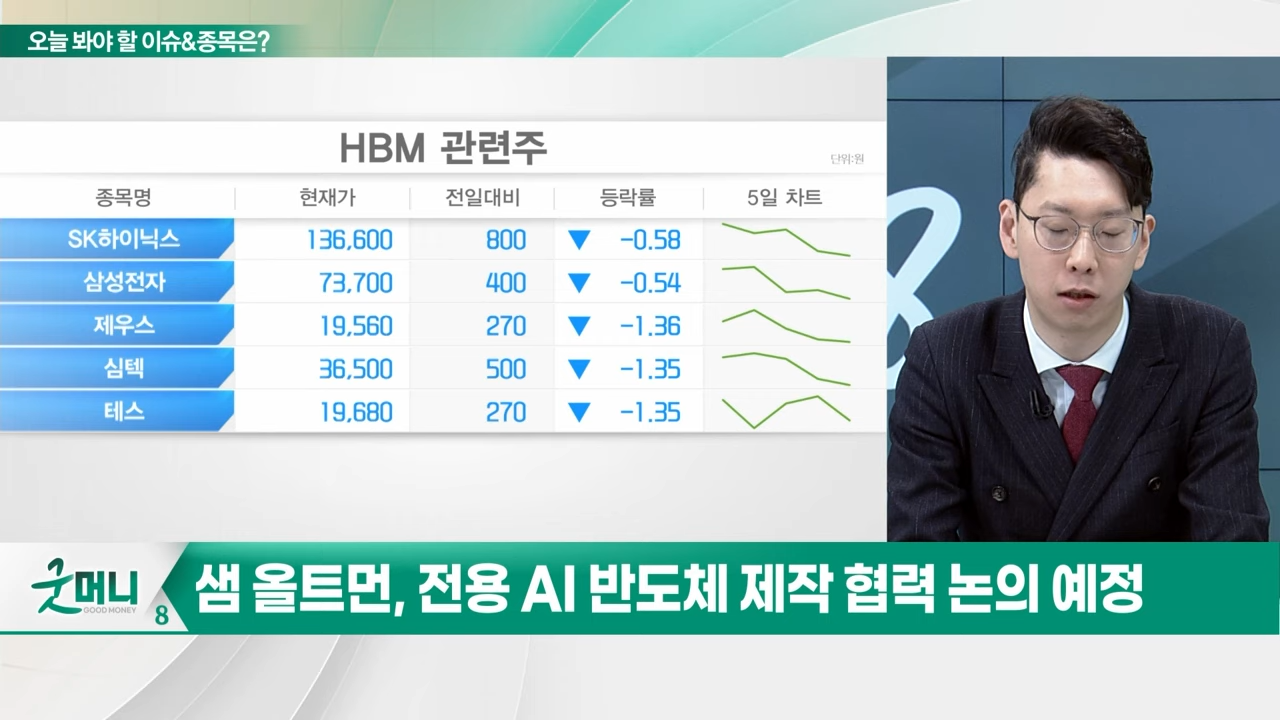 오늘 봐야 할 이슈&종목은?
HBM 관련주
단위:원
종목명 현재가 전일대비 등락률 5일 차트
SK하이닉스 136,600 800 ▼ -0.58
삼성전자 73,700 400 ▼ -0.54
제우스 19,560 270 ▼ -1.36
심텍 36,500 500 ▼ -1.35
테스 19,680 270 ▼ -1.35
굿머니
GOOD MONEY
8
샘 올트먼, 전용 AI 반도체 제작 협력 논의 예정